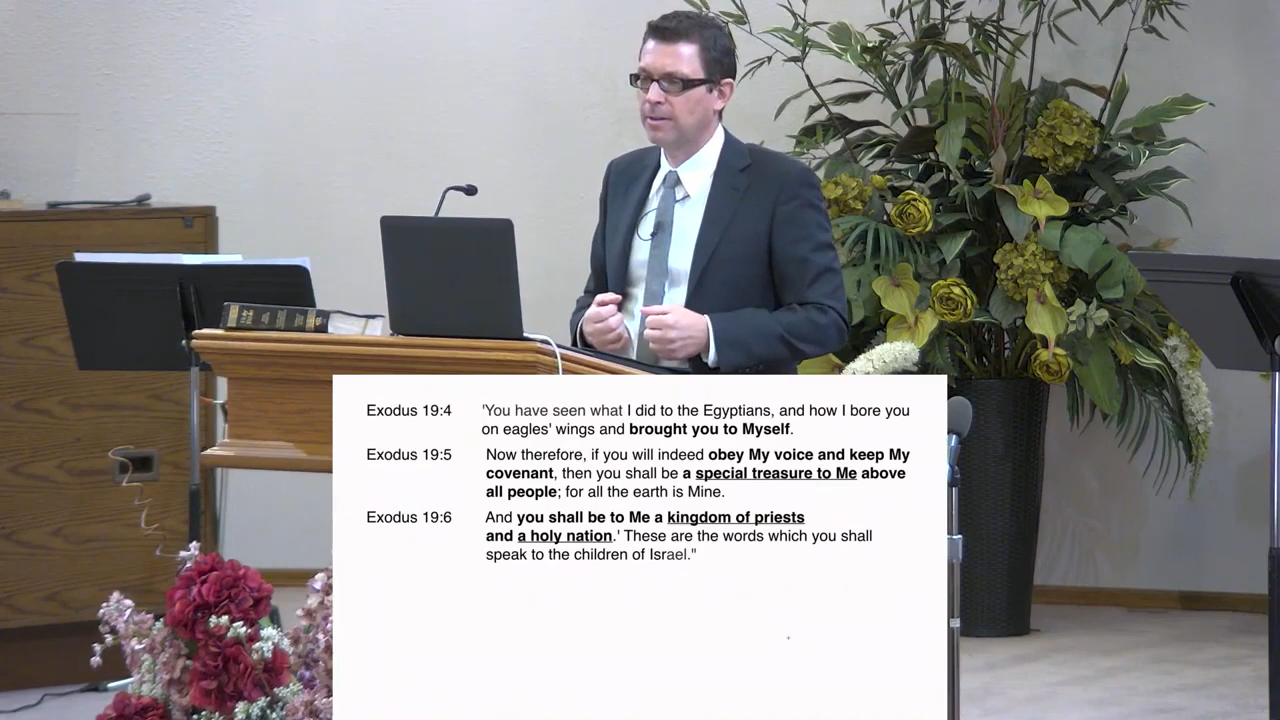 Exodus 19:4 'You have seen what I did to the Egyptians, and how I bore you
on eagles' wings and brought you to Myself.
Exodus 19:5 Now therefore, if you will indeed obey My voice and keep My
covenant, then you shall be a special treasure to Me above
all people; for all the earth is Mine.
Exodus 19:6 And you shall be to Me a kingdom of priests
and a holy nation.' These are the words which you shall
speak to the children of Israel."